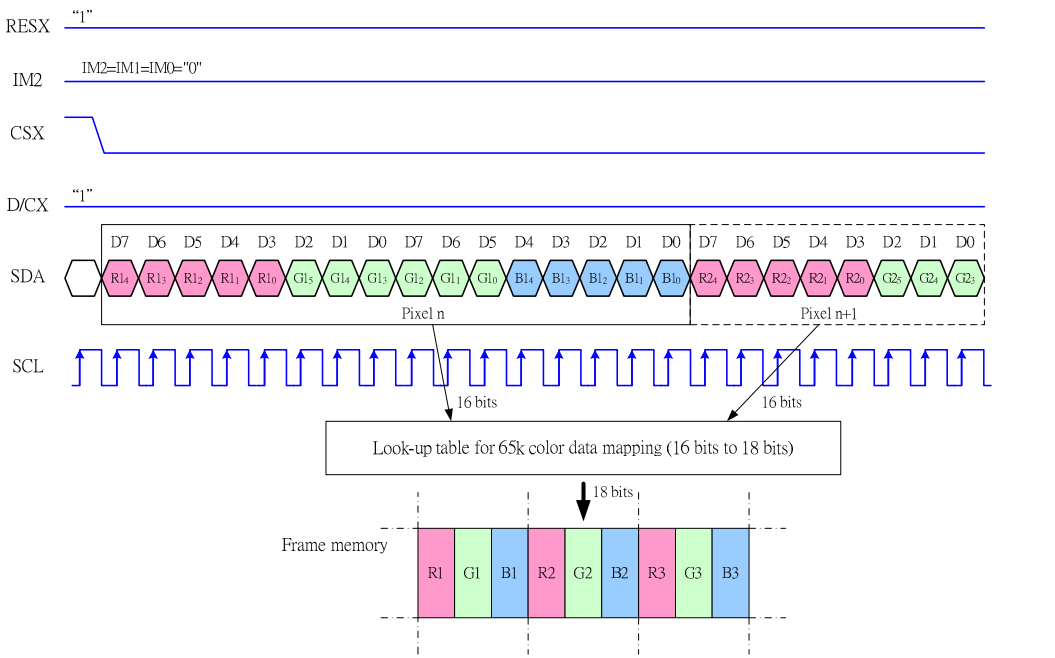 RESX "1"
IM2 IM2=IM1=IM0="0"
CSX
D/CX "1"
D7 D6 D5 D4 D3 D2 D1 D0 D7 D6 D5 D4 D3 D2 D1 D0 D7 D6 D5 D4 D3 D2 D1 D0
SDA R14 R13 R12 R11 R10 G15 G14 G13 G12 G11 G10 B14 B13 B12 B11 B10 R24 R23 R22 R21 R20 G25 G24 G23
Pixel n Pixel n+1
SCL
16 bits 16 bits
Look-up table for 65k color data mapping (16 bits to 18 bits)
18 bits
Frame memory
R1 G1 B1 R2 G2 B2 R3 G3 B3